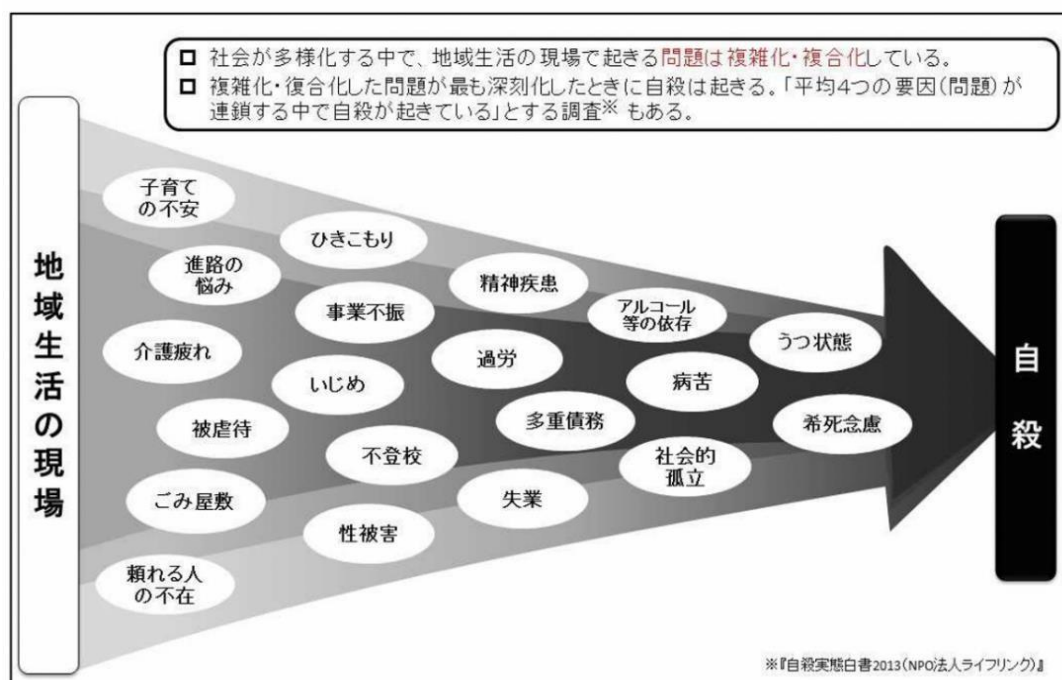 □ 社会が多様化する中で、地域生活の現場で起きる問題は複雑化・複合化している。
□ 複雑化・復合化した問題が最も深刻化したときに自殺は起きる。「平均4つの要因(問題)が
連鎖する中で自殺が起きている」とする調査※ もある。
地域生活の現場
子育て
の不安
進路の
悩み
介護疲れ
被虐待
ごみ屋敷
頼れる人
の不在
ひきこもり
事業不振
いじめ
不登校
性被害
精神疾患
過労
多重債務
失業
アルコール
等の依存
病苦
社会的
孤立
うつ状態
希死念慮
自殺
※『自殺実態白書2013(NPO法人ライフリング)』